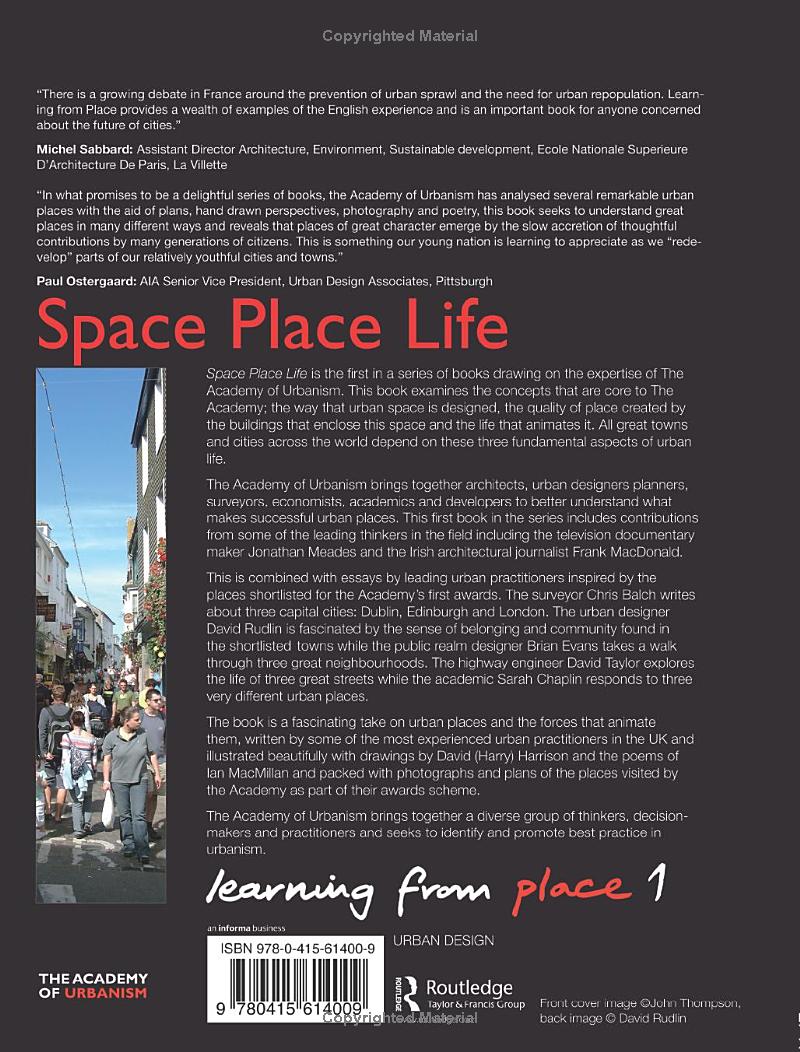 Copyrighted Material
“There is a growing debate in France around the prevention of urban sprawl and the need for urban repopulation. Learn-
ing from Place provides a wealth of examples of the English experience and is an important book for anyone concerned
about the future of cities.”
Michel Sabbard: Assistant Director Architecture, Environment, Sustainable development, Ecole Nationale Superieure
D’Architecture De Paris, La Villette
“In what promises to be a delightful series of books, the Academy of Urbanism has analysed several remarkable urban
places with the aid of plans, hand drawn perspectives, photography and poetry, this book seeks to understand great
places in many different ways and reveals that places of great character emerge by the slow accretion of thoughtful
contributions by many generations of citizens. This is something our young nation is learning to appreciate as we “rede-
velop” parts of our relatively youthful cities and towns.”
Paul Ostergaard: AIA Senior Vice President, Urban Design Associates, Pittsburgh
Space Place Life
Space Place Life is the first in a series of books drawing on the expertise of The
Academy of Urbanism. This book examines the concepts that are core to The
Academy; the way that urban space is designed, the quality of place created by
the buildings that enclose this space and the life that animates it. All great towns
and cities across the world depend on these three fundamental aspects of urban
life.
The Academy of Urbanism brings together architects, urban designers planners,
surveyors, economists, academics and developers to better understand what
makes successful urban places. This first book in the series includes contributions
from some of the leading thinkers in the field including the television documentary
maker Jonathan Meades and the Irish architectural journalist Frank MacDonald.
This is combined with essays by leading urban practitioners inspired by the
places shortlisted for the Academy’s first awards. The surveyor Chris Balch writes
about three capital cities: Dublin, Edinburgh and London. The urban designer
David Rudlin is fascinated by the sense of belonging and community found in
the shortlisted towns while the public realm designer Brian Evans takes a walk
through three great neighbourhoods. The highway engineer David Taylor explores
the life of three great streets while the academic Sarah Chaplin responds to three
very different urban places.
The book is a fascinating take on urban places and the forces that animate
them, written by some of the most experienced urban practitioners in the UK and
illustrated beautifully with drawings by David (Harry) Harrison and the poems of
Ian MacMillan and packed with photographs and plans of the places visited by
the Academy as part of their awards scheme.
The Academy of Urbanism brings together a diverse group of thinkers, decision-
makers and practitioners and seeks to identify and promote best practice in
urbanism.
learning from place 1
an informa business
ISBN 978-0-415-61400-9
9 780415 614009
URBAN DESIGN
THE ACADEMY
OF URBANISM
ROUTLEDGE
Routledge
Taylor & Francis Group
Front cover image ©John Thompson,
back image © David Rudlin
Copyrighted Material